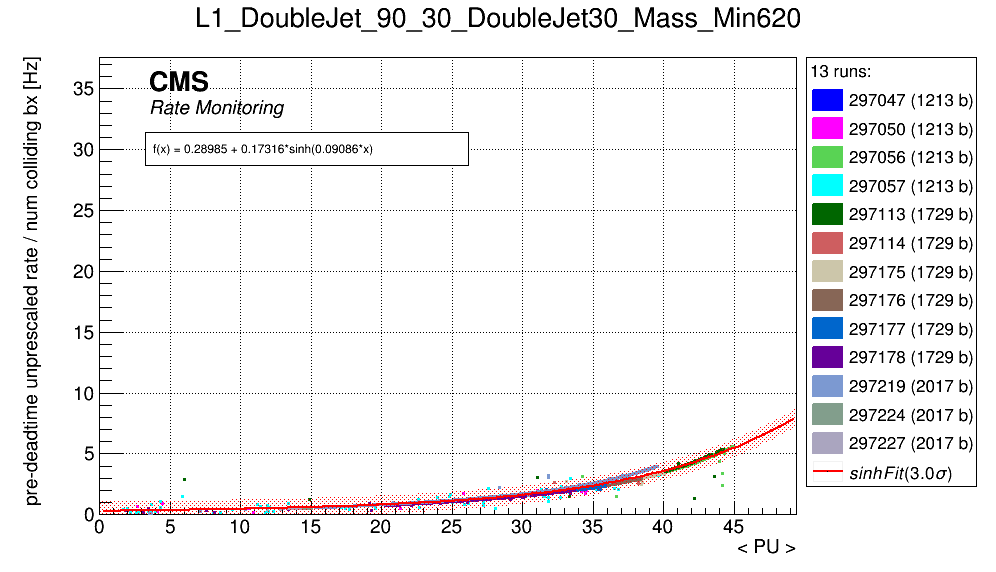 L1_DoubleJet_90_30_DoubleJet30_Mass_Min620
pre-deadtime unprescaled rate / num colliding bx [Hz]
CMS
Rate Monitoring
f(x) = 0.28985 + 0.17316*sinh(0.09086*x)
35
30
25
20
15
10
5
0
0 5 10 15 20 25 30 35 40 45
< PU >
13 runs:
297047 (1213 b)
297050 (1213 b)
297056 (1213 b)
297057 (1213 b)
297113 (1729 b)
297114 (1729 b)
297175 (1729 b)
297176 (1729 b)
297177 (1729 b)
297178 (1729 b)
297219 (2017 b)
297224 (2017 b)
297227 (2017 b)
sinhFit(3.0σ)